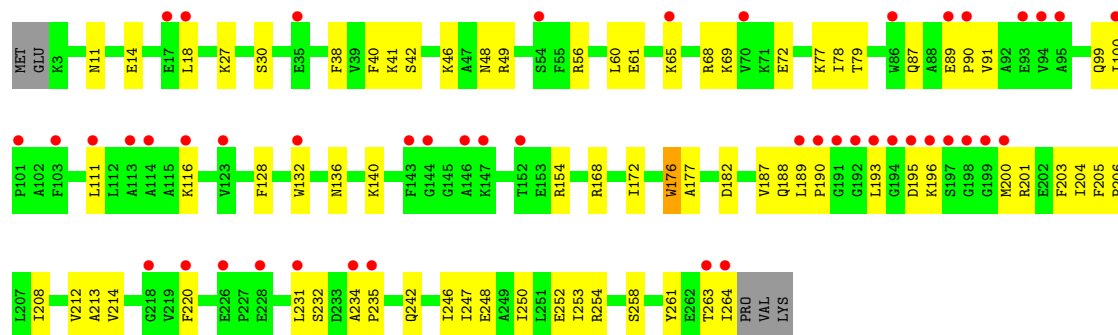 MET GLU K3 N11 E14 E17 L18 K27 S30 E35 F38 V39 F40 K41 S42 K46 A47 N48 R49 S54 F55 R56 L60 E61 K65 R68 K69 V70 K71 E72 K77 I78 T79 W86 Q87 A88 E89 P90 V91 A92 E93 V94 A95 Q99 I100
P101 A102 F103 L111 L112 A113 A114 A115 K116 V123 F128 W132 N136 K140 F143 G144 G145 A146 K147 T152 E153 R154 R168 I172 W176 A177 D182 V187 Q188 L189 P190 G191 G192 L193 G194 D195 K196 S197 G198 G199 M200 R201 E202 F203 I204 F205
L207 I208 V212 A213 V214 G218 V219 F220 E226 P227 E228 L231 S232 D233 A234 P235 Q242 I246 I247 E248 A249 I250 L251 E252 I253 R254 S258 Y261 E262 T263 I264 PRO VAL LYS